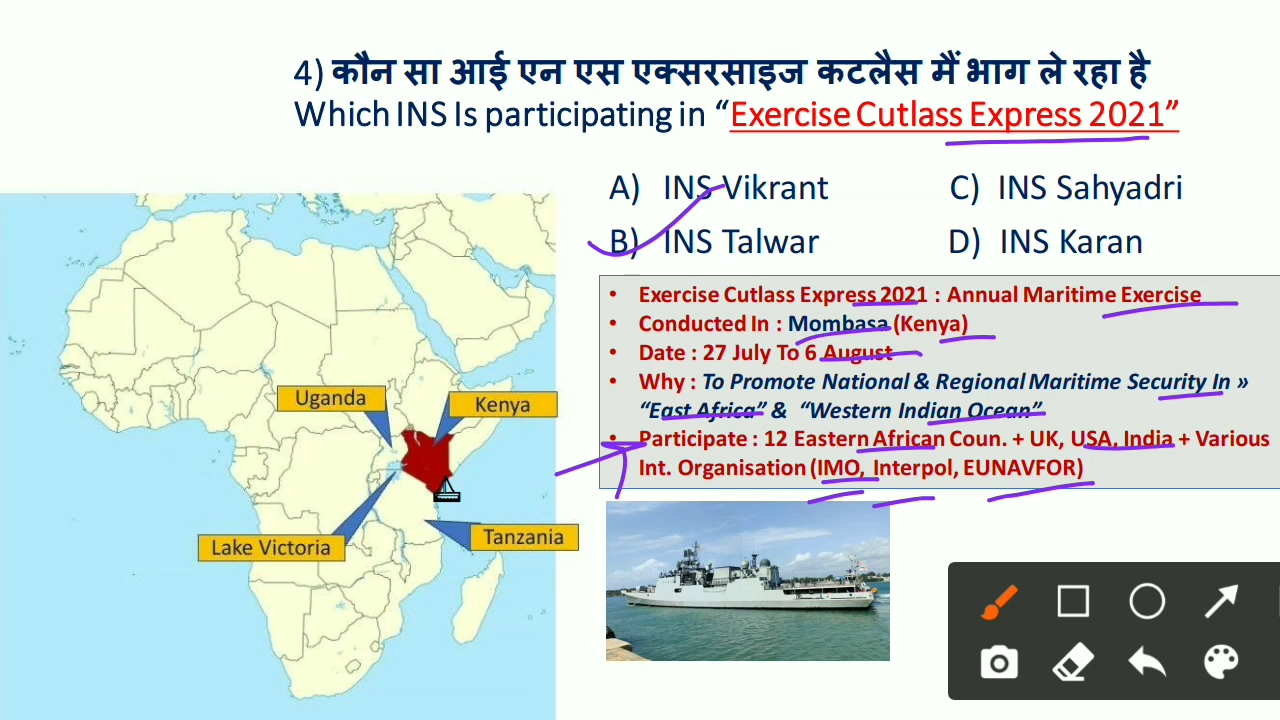 4) कौन सा आई एन एस एक्सरसाइज कटलैस मैं भाग ले रहा है
Which INS Is participating in “Exercise Cutlass Express 2021”
A) INS Vikrant
C) INS Sahyadri
B) INS Talwar
D) INS Karan
• Exercise Cutlass Express 2021 : Annual Maritime Exercise
• Conducted In : Mombasa (Kenya)
• Date : 27 July To 6 August
• Why : To Promote National & Regional Maritime Security In »
“East Africa” & “Western Indian Ocean”
• Participate : 12 Eastern African Coun. + UK, USA, India + Various
Int. Organisation (IMO, Interpol, EUNAVFOR)
Uganda
Kenya
Lake Victoria
Tanzania